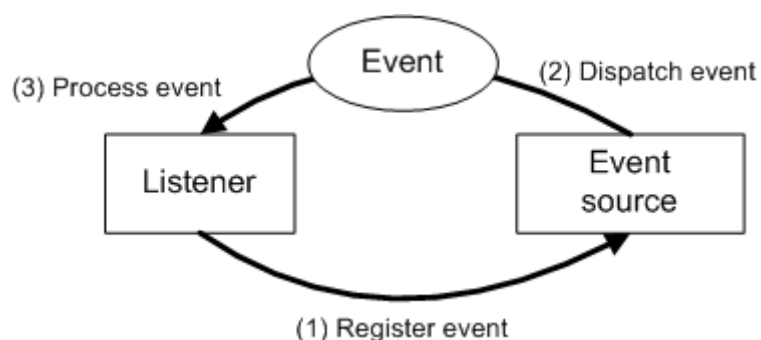 Event
(2) Dispatch event
(3) Process event
Listener
Event
source
(1) Register event